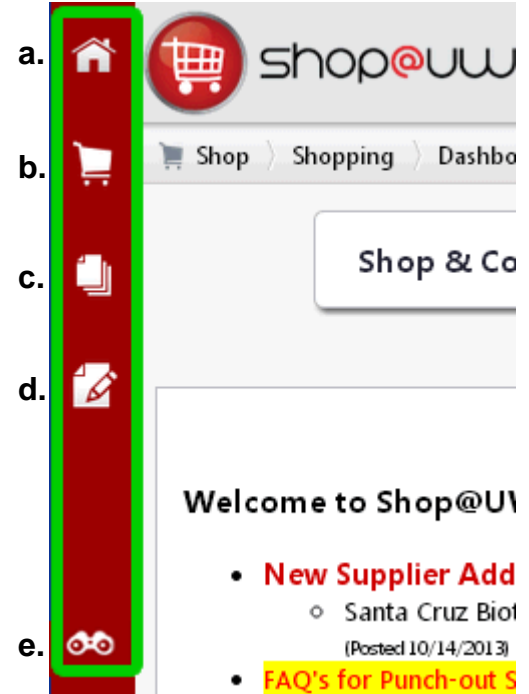 a.
shop@UW
b.
Shop Shopping Dashbo
c.
Shop & Co
d.
Welcome to Shop@UW
• New Supplier Add
○ Santa Cruz Biot
e.
(Posted 10/14/2013)
• FAQ's for Punch-out S